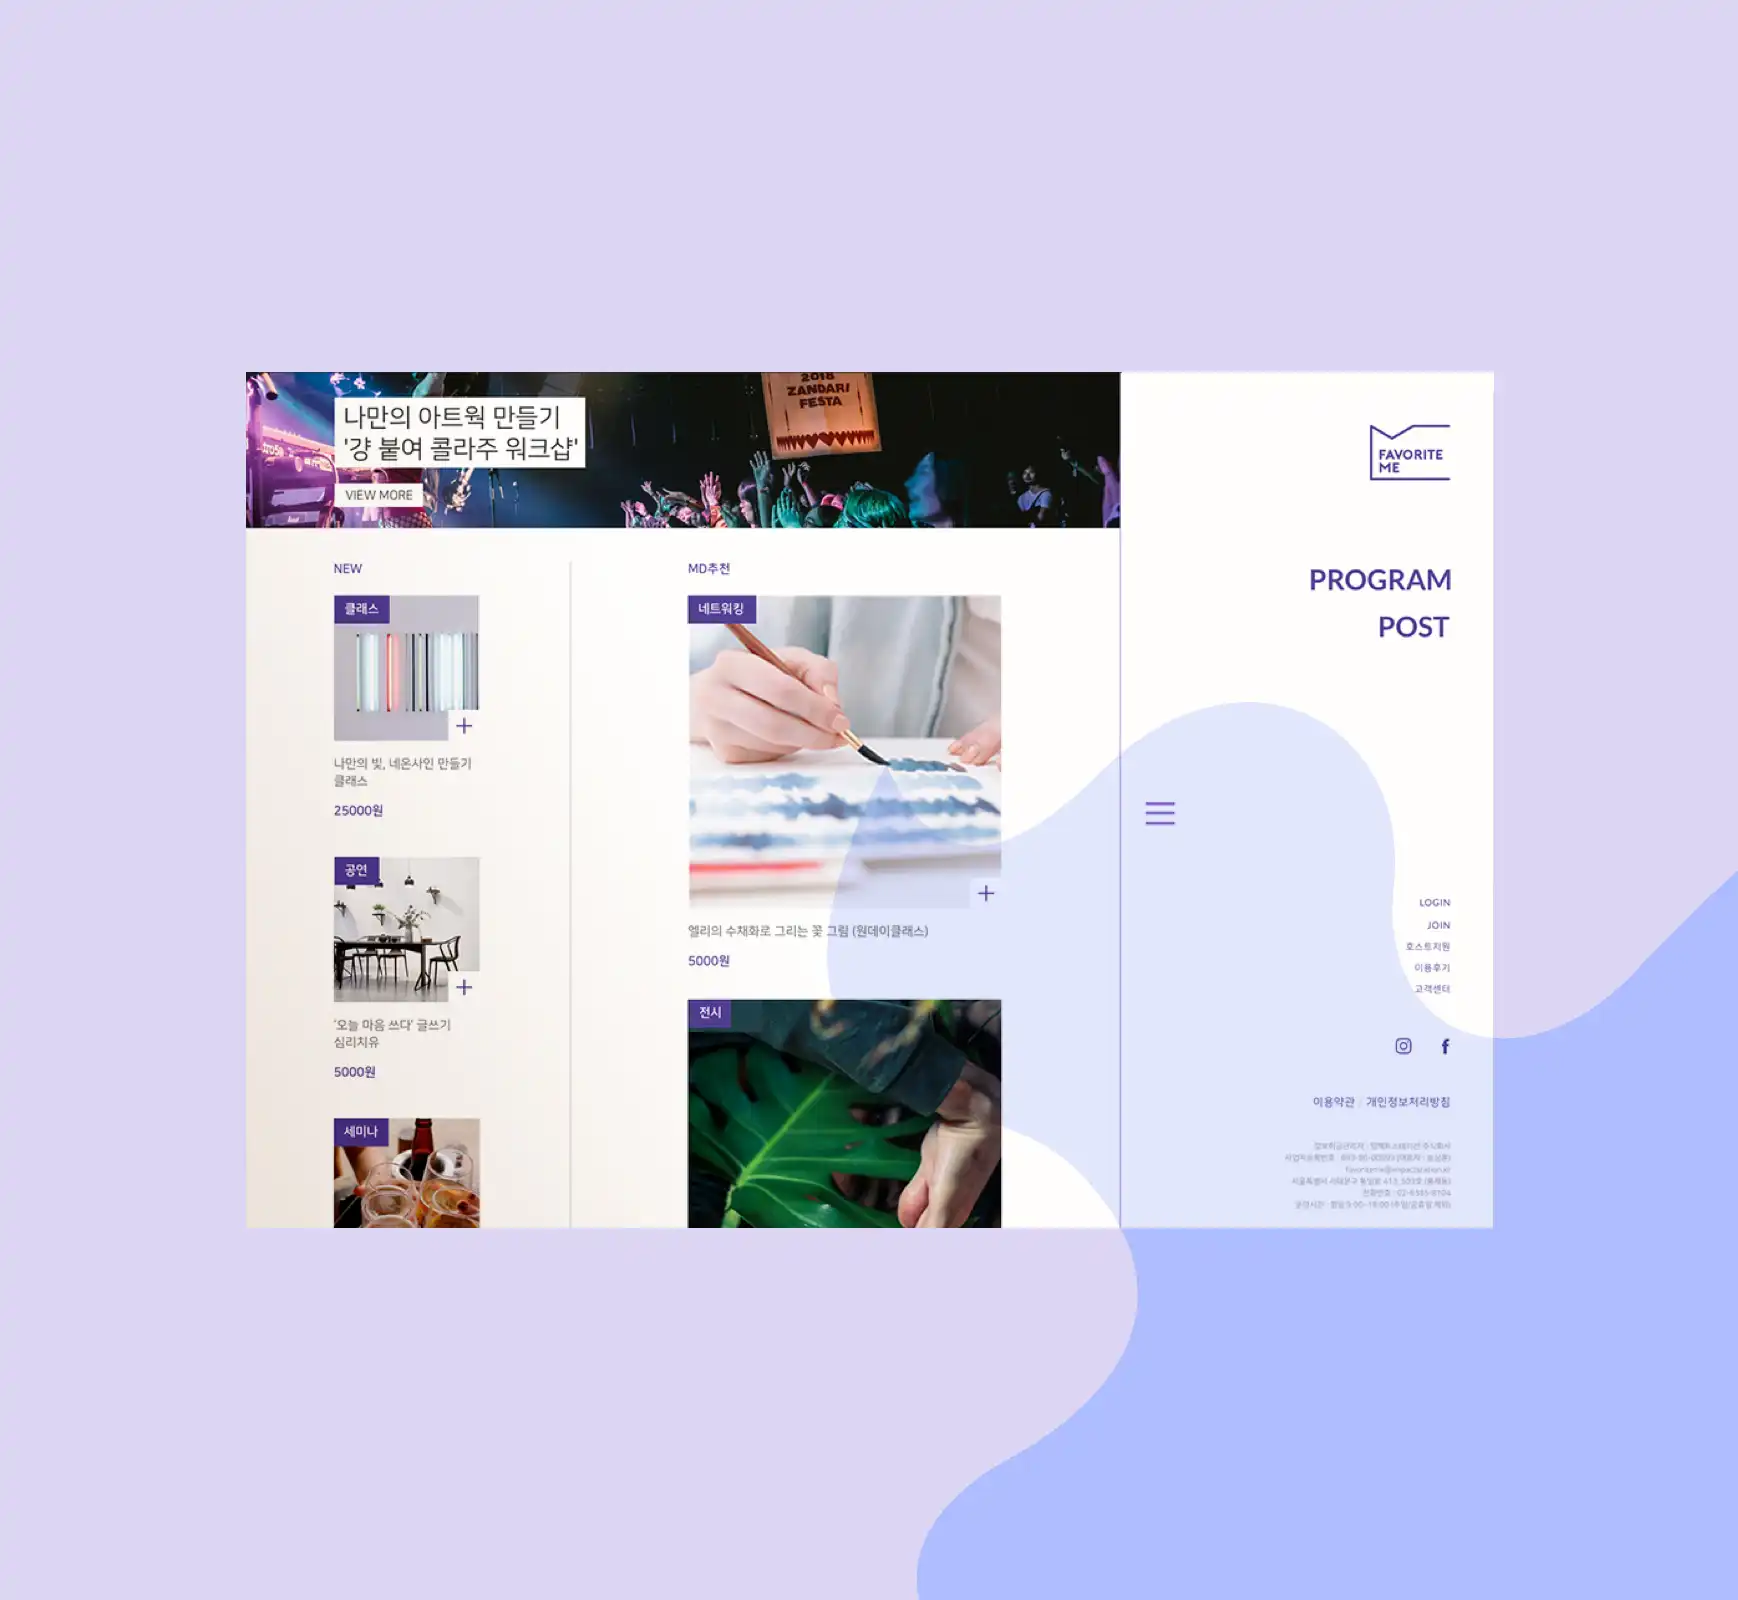 나만의 아트웍 만들기
'걍 붙여 콜라주 워크샵'
VIEW MORE
2018
ZANDARI
FESTA
NEW
클래스
나만의 빛, 네온사인 만들기
클래스
25000원
공연
'오늘 마음 쓰다' 글쓰기
심리치유
5000원
세미나
MD추천
네트워킹
엘리의 수채화로 그리는 꽃 그림 (원데이클래스)
5000원
전시
FAVORITE
ME
PROGRAM
POST
LOGIN
JOIN
호스트지원
이용후기
고객센터
이용약관 / 개인정보처리방침